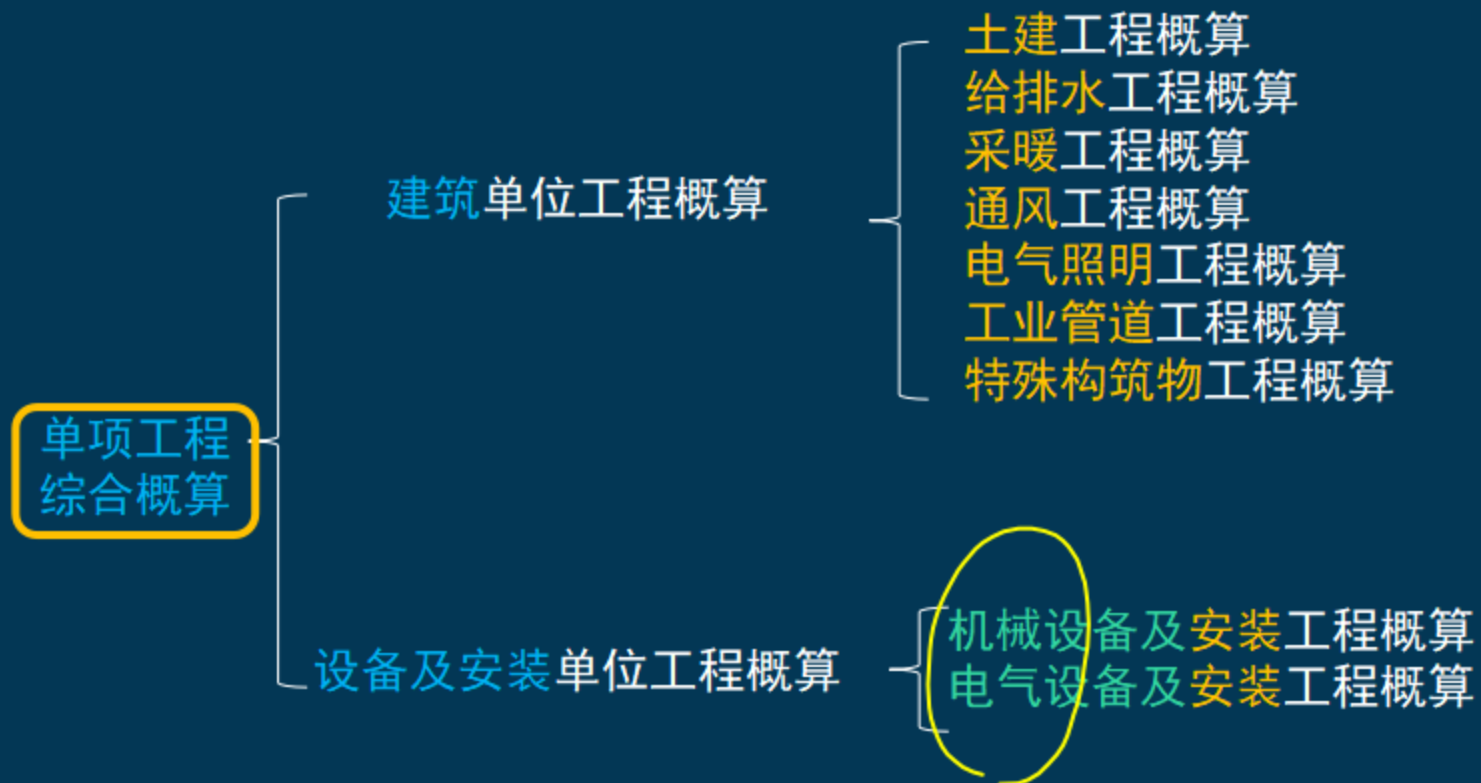 土建工程概算
给排水工程概算
采暖工程概算
建筑单位工程概算
通风工程概算
电气照明工程概算
工业管道工程概算
特殊构筑物工程概算
单项工程
综合概算
机械设备及安装工程概算
设备及安装单位工程概算
电气设备及安装工程概算